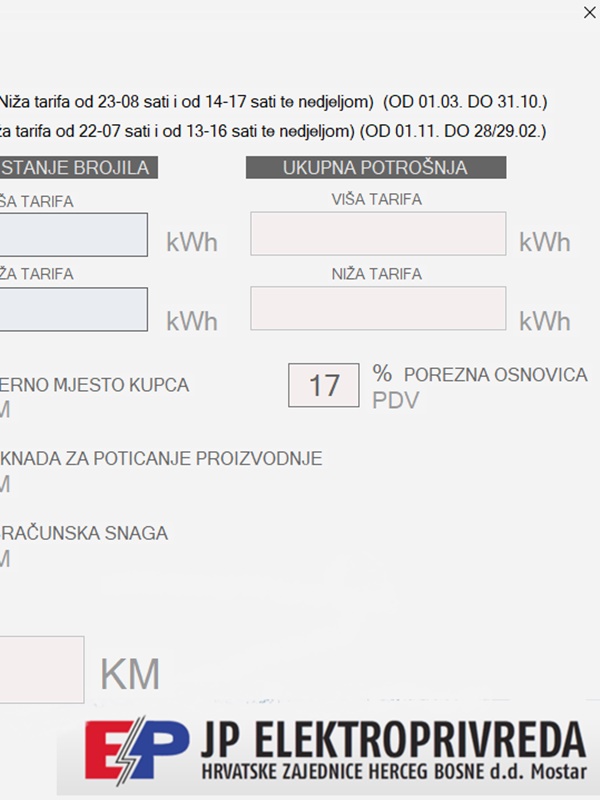 Niža tarifa od 23-08 sati i od 14-17 sati te nedjeljom) (OD 01.03. DO 31.10.)
ža tarifa od 22-07 sati i od 13-16 sati te nedjeljom) (OD 01.11. DO 28/29.02.)
STANJE BROJILA UKUPNA POTROŠNJA
ŠA TARIFA VIŠA TARIFA
kWh kWh
ŽA TARIFA NIŽA TARIFA
kWh kWh
ERNO MJESTO KUPCA 17 % POREZNA OSNOVICA
M PDV
KNADA ZA POTICANJE PROIZVODNJE
M
RAČUNSKA SNAGA
M
KM
EP JP ELEKTROPRIVREDA
HRVATSKE ZAJEDNICE HERCEG BOSNE d.d. Mostar